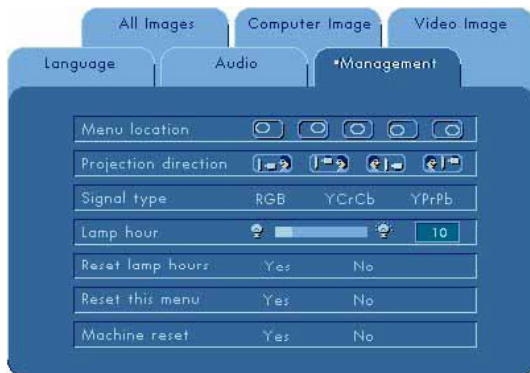 All Images Computer Image Video Image
Language Audio *Management
Menu location
Projection direction
Signal type RGB YCrCb YPrPb
Lamp hour 10
Reset lamp hours Yes No
Reset this menu Yes No
Machine reset Yes No